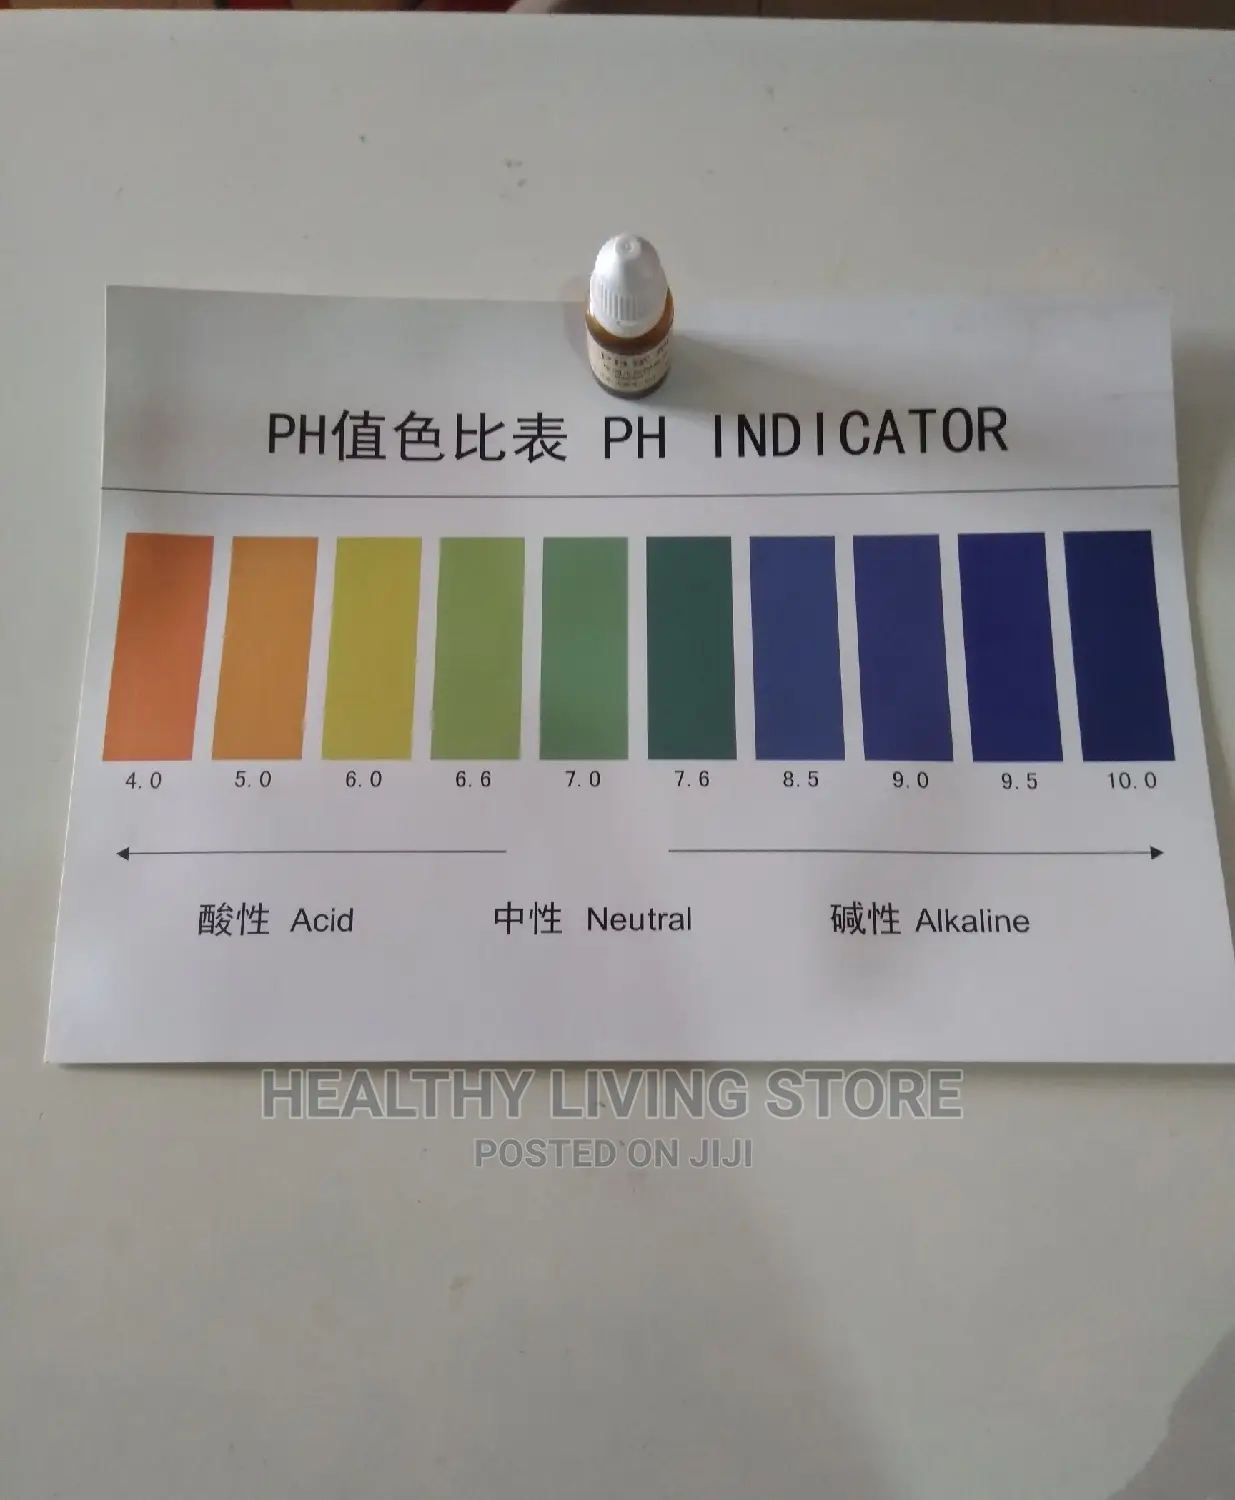 PH值色比表 PH INDICATOR
4.0 5.0 6.0 6.6 7.0 7.6 8.5 9.0 9.5 10.0
酸性 Acid 中性 Neutral 碱性 Alkaline
HEALTHY LIVING STORE
POSTED ON JIJI